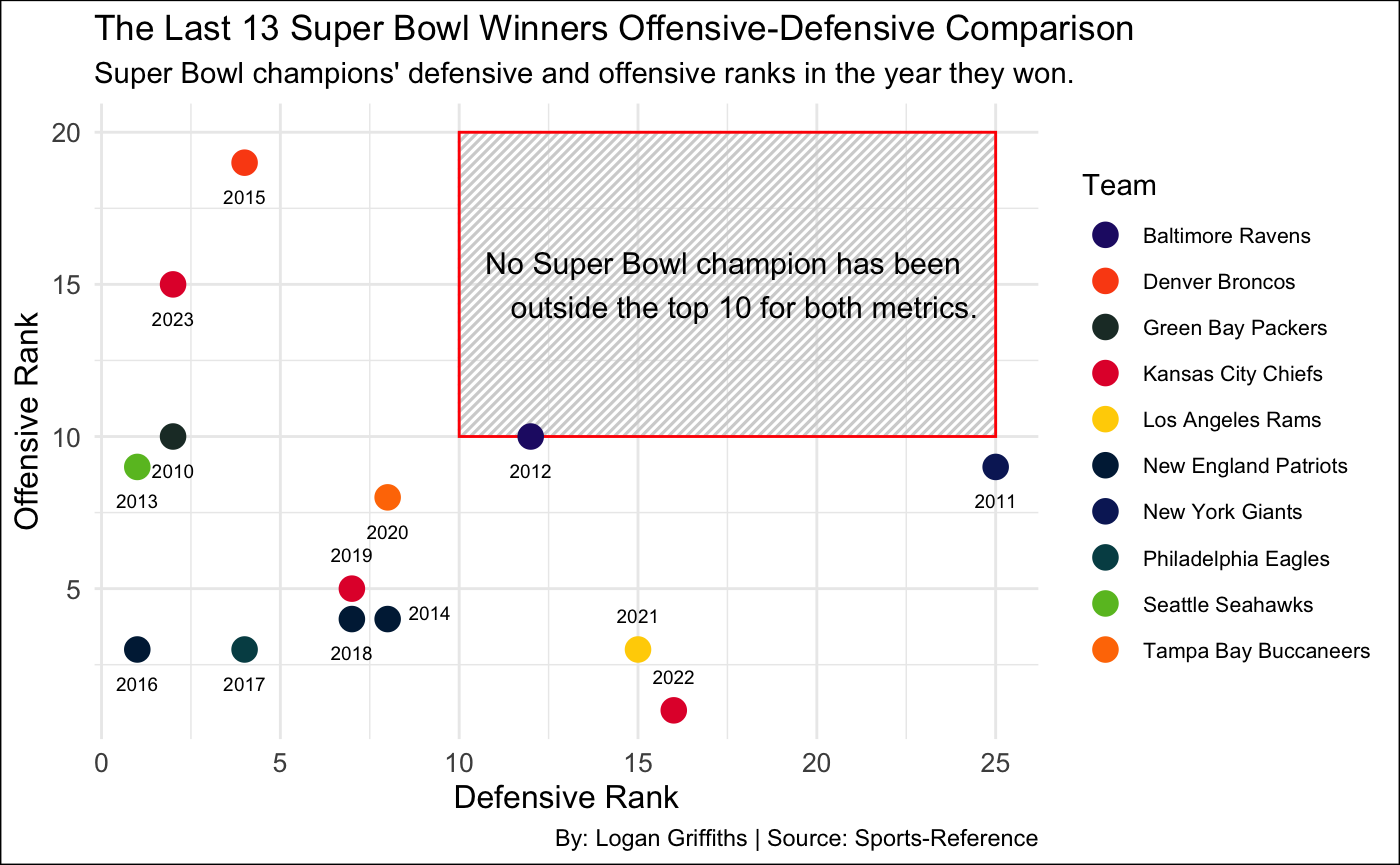 The Last 13 Super Bowl Winners Offensive-Defensive Comparison
Super Bowl champions' defensive and offensive ranks in the year they won.
Offensive Rank
20
15
10
5
2015
2023
2010
2013
2012
2011
2020
2019
2014
2018
2016
2017
2021
2022
No Super Bowl champion has been
outside the top 10 for both metrics.
0
5
10
15
20
25
Defensive Rank
Team
Baltimore Ravens
Denver Broncos
Green Bay Packers
Kansas City Chiefs
Los Angeles Rams
New England Patriots
New York Giants
Philadelphia Eagles
Seattle Seahawks
Tampa Bay Buccaneers
By: Logan Griffiths | Source: Sports-Reference